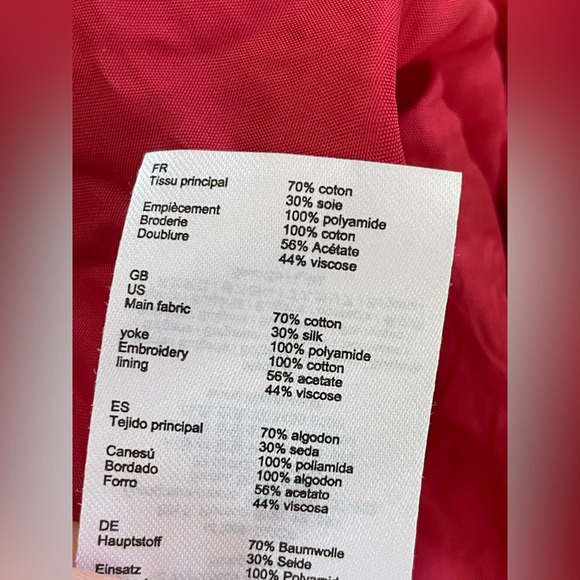 FR
Tissu principal 70% coton
30% soie
Empiècement 100% polyamide
Broderie 100% coton
Doublure 56% Acétate
44% viscose
GB
US
Main fabric 70% cotton
30% silk
yoke 100% polyamide
Embroidery 100% cotton
lining 56% acetate
44% viscose
ES
Tejido principal 70% algodon
30% seda
Canesú 100% poliamida
Bordado 100% algodon
Forro 56% acetato
44% viscosa
DE
Hauptstoff 70% Baumwolle
30% Seide
Einsatz 100% Polyamid